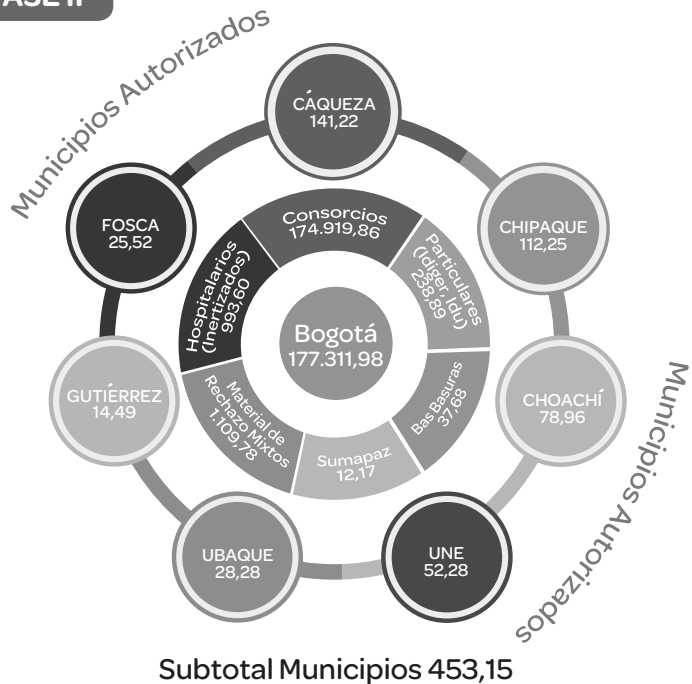 Municipios Autorizados
CÁQUEZA
141,22
FOSCA
25,52
CHIPAQUE
112,25
Consorcios
174.919,86
Particulares
(Idiger, Idu)
238,89
Hospitalarios
(Inertizados)
993,60
Bogotá
177.311,98
GUTIÉRREZ
14,49
CHOACHÍ
78,96
Bas Basuras
37,68
Material de
Rechazo Mixtos
1.109,78
Sumapaz
12,17
Municipios Autorizados
UBAQUE
28,28
UNE
52,28
Subtotal Municipios 453,15